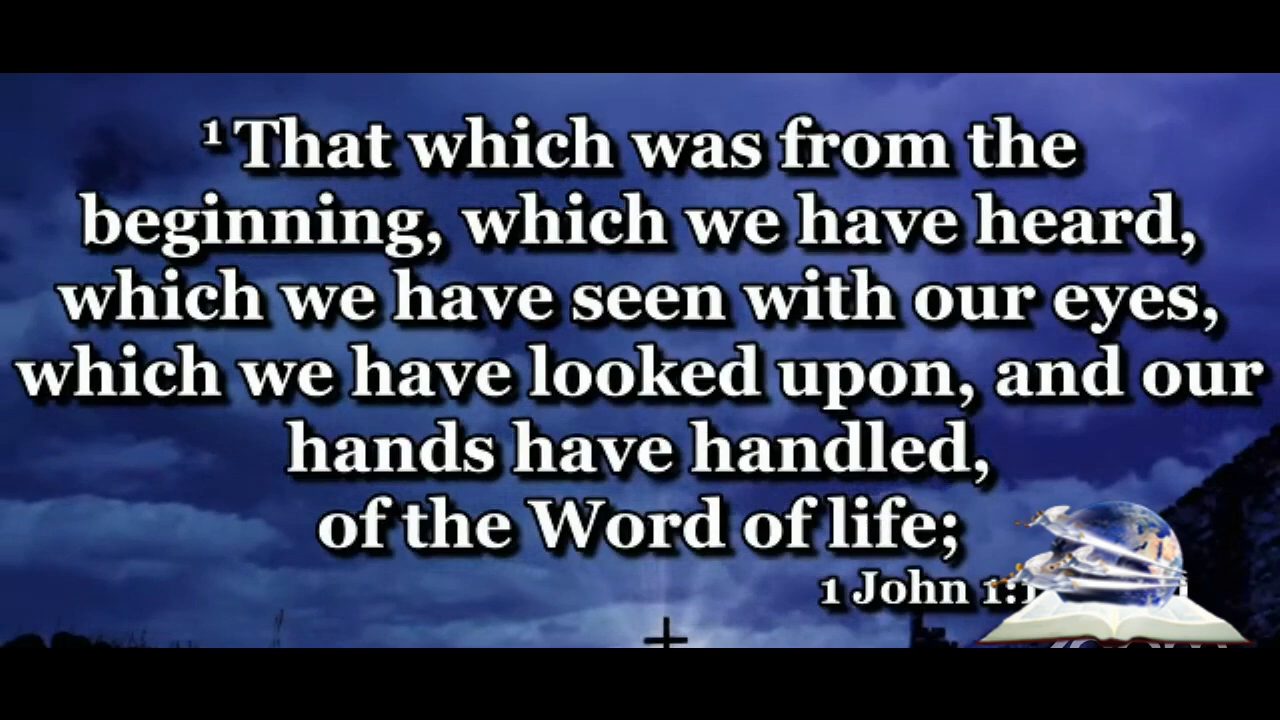 ¹ That which was from the
beginning, which we have heard,
which we have seen with our eyes,
which we have looked upon, and our
hands have handled,
of the Word of life;
1 John 1:1